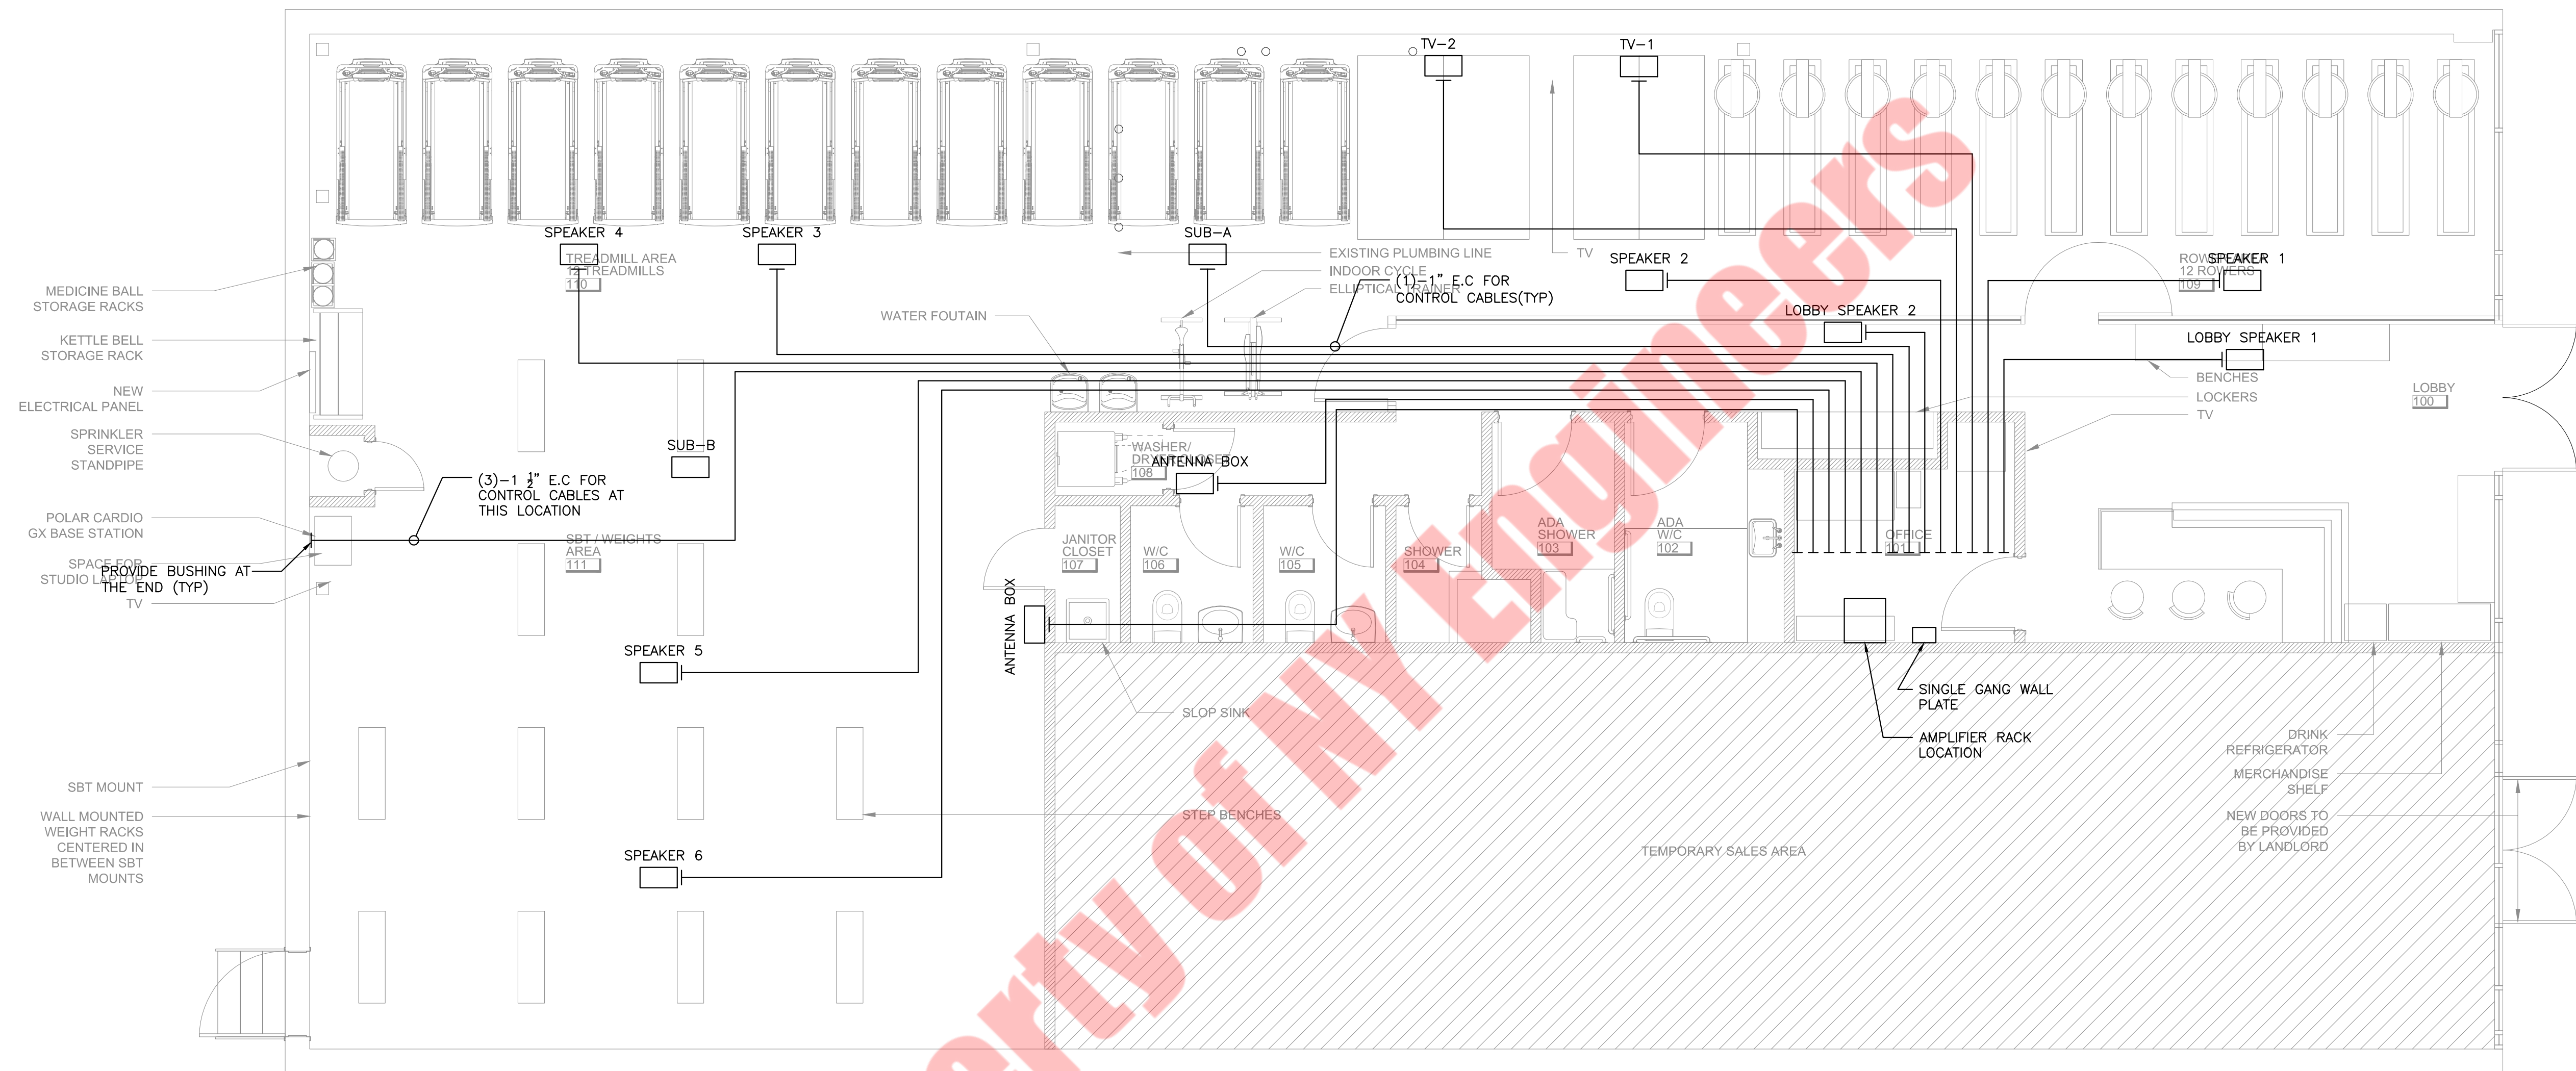 TV-2
TV-1
SPEAKER 4
SPEAKER 3
SUB-A
TREADMILL AREA
12 TREADMILLS
110
EXISTING PLUMBING LINE
INDOOR CYCLE
ELLIPTICAL TRAINER
TV
(1)-1" E.C FOR
CONTROL CABLES(TYP)
SPEAKER 2
SPEAKER 1
12 ROWERS
109
LOBBY SPEAKER 2
LOBBY SPEAKER 1
BENCHES
LOCKERS
TV
LOBBY
100
MEDICINE BALL
STORAGE RACKS
KETTLE BELL
STORAGE RACK
NEW
ELECTRICAL PANEL
SPRINKLER
SERVICE
STANDPIPE
POLAR CARDIO
GX BASE STATION
SPACE FOR
STUDIO LAPTOP
PROVIDE BUSHING AT
THE END (TYP)
TV
SBT MOUNT
WALL MOUNTED
WEIGHT RACKS
CENTERED IN
BETWEEN SBT
MOUNTS
WATER FOUTAIN
SUB-B
(3)-1 1/2" E.C FOR
CONTROL CABLES AT
THIS LOCATION
SBT / WEIGHTS
AREA
111
WASHER/
DRYER CLOSET
108
ANTENNA BOX
JANITOR
CLOSET
107
W/C
106
W/C
105
SHOWER
104
ADA
SHOWER
103
ADA
W/C
102
OFFICE
101
ANTENNA BOX
SPEAKER 5
SPEAKER 6
SLOP SINK
STEP BENCHES
SINGLE GANG WALL
PLATE
AMPLIFIER RACK
LOCATION
TEMPORARY SALES AREA
DRINK
REFRIGERATOR
MERCHANDISE
SHELF
NEW DOORS TO
BE PROVIDED
BY LANDLORD
erty of NY Engineers